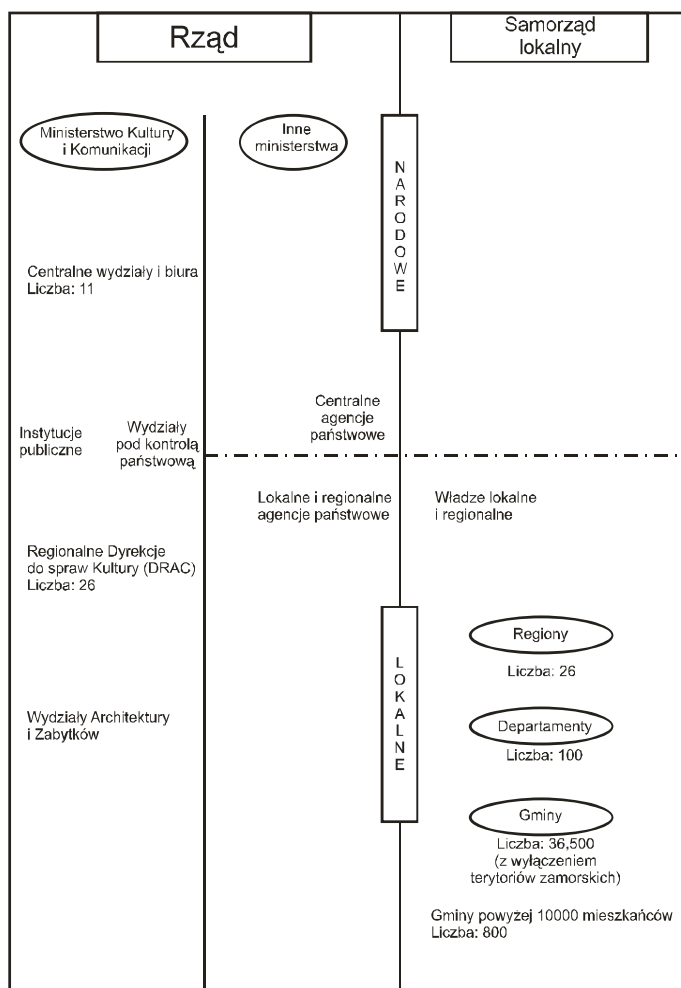 Rząd
Samorząd
lokalny
Ministerstwo Kultury
i Komunikacji
Inne
ministerstwa
NARODOWE
Centralne wydziały i biura
Liczba: 11
Instytucje
publiczne
Wydziały
pod kontrolą
państwową
Centralne
agencje
państwowe
Lokalne i regionalne
agencje państwowe
Władze lokalne
i regionalne
Regionalne Dyrekcje
do spraw Kultury (DRAC)
Liczba: 26
LOKALNE
Regiony
Liczba: 26
Wydziały Architektury
i Zabytków
Departamenty
Liczba: 100
Gminy
Liczba: 36,500
(z wyłączeniem
terytoriów zamorskich)
Gminy powyżej 10000 mieszkańców
Liczba: 800